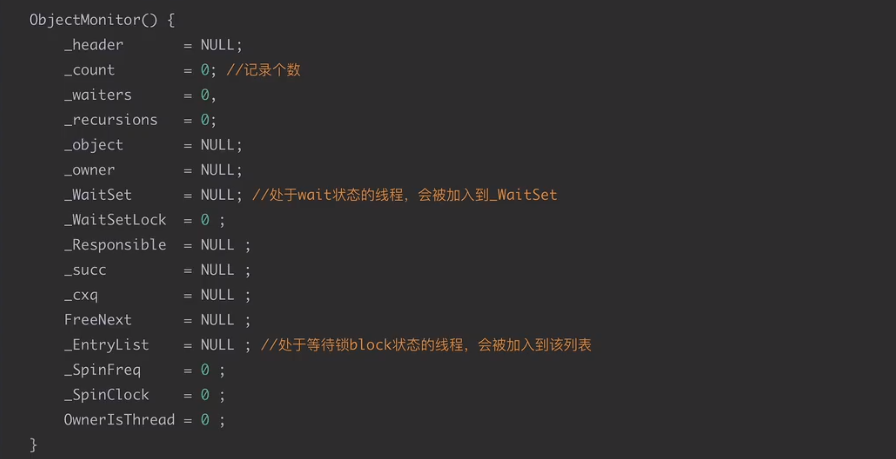 ObjectMonitor() {
    _header       = NULL;
    _count        = 0; //记录个数
    _waiters      = 0,
    _recursions   = 0;
    _object       = NULL;
    _owner        = NULL;
    _WaitSet      = NULL; //处于wait状态的线程，会被加入到_WaitSet
    _WaitSetLock  = 0 ;
    _Responsible  = NULL ;
    _succ         = NULL ;
    _cxq          = NULL ;
    FreeNext      = NULL ;
    _EntryList    = NULL ; //处于等待锁block状态的线程，会被加入到该列表
    _SpinFreq     = 0 ;
    _SpinClock    = 0 ;
    OwnerIsThread = 0 ;
}